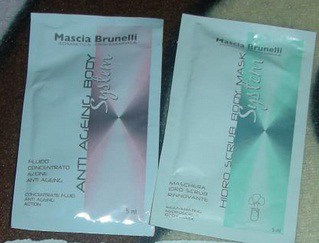 Mascia Brunelli
ANTI AGEING BODY
System
FLUIDO
CONCENTRATO
AZIONE
ANTI AGEING
CONCENTRATE FLUID
ANTI AGEING
ACTION
5 ml
Mascia Brunelli
HIDRO SCRUB BODY MASK
System
MASCHERA
IDRO SCRUB
RINNOVANTE
5 ml